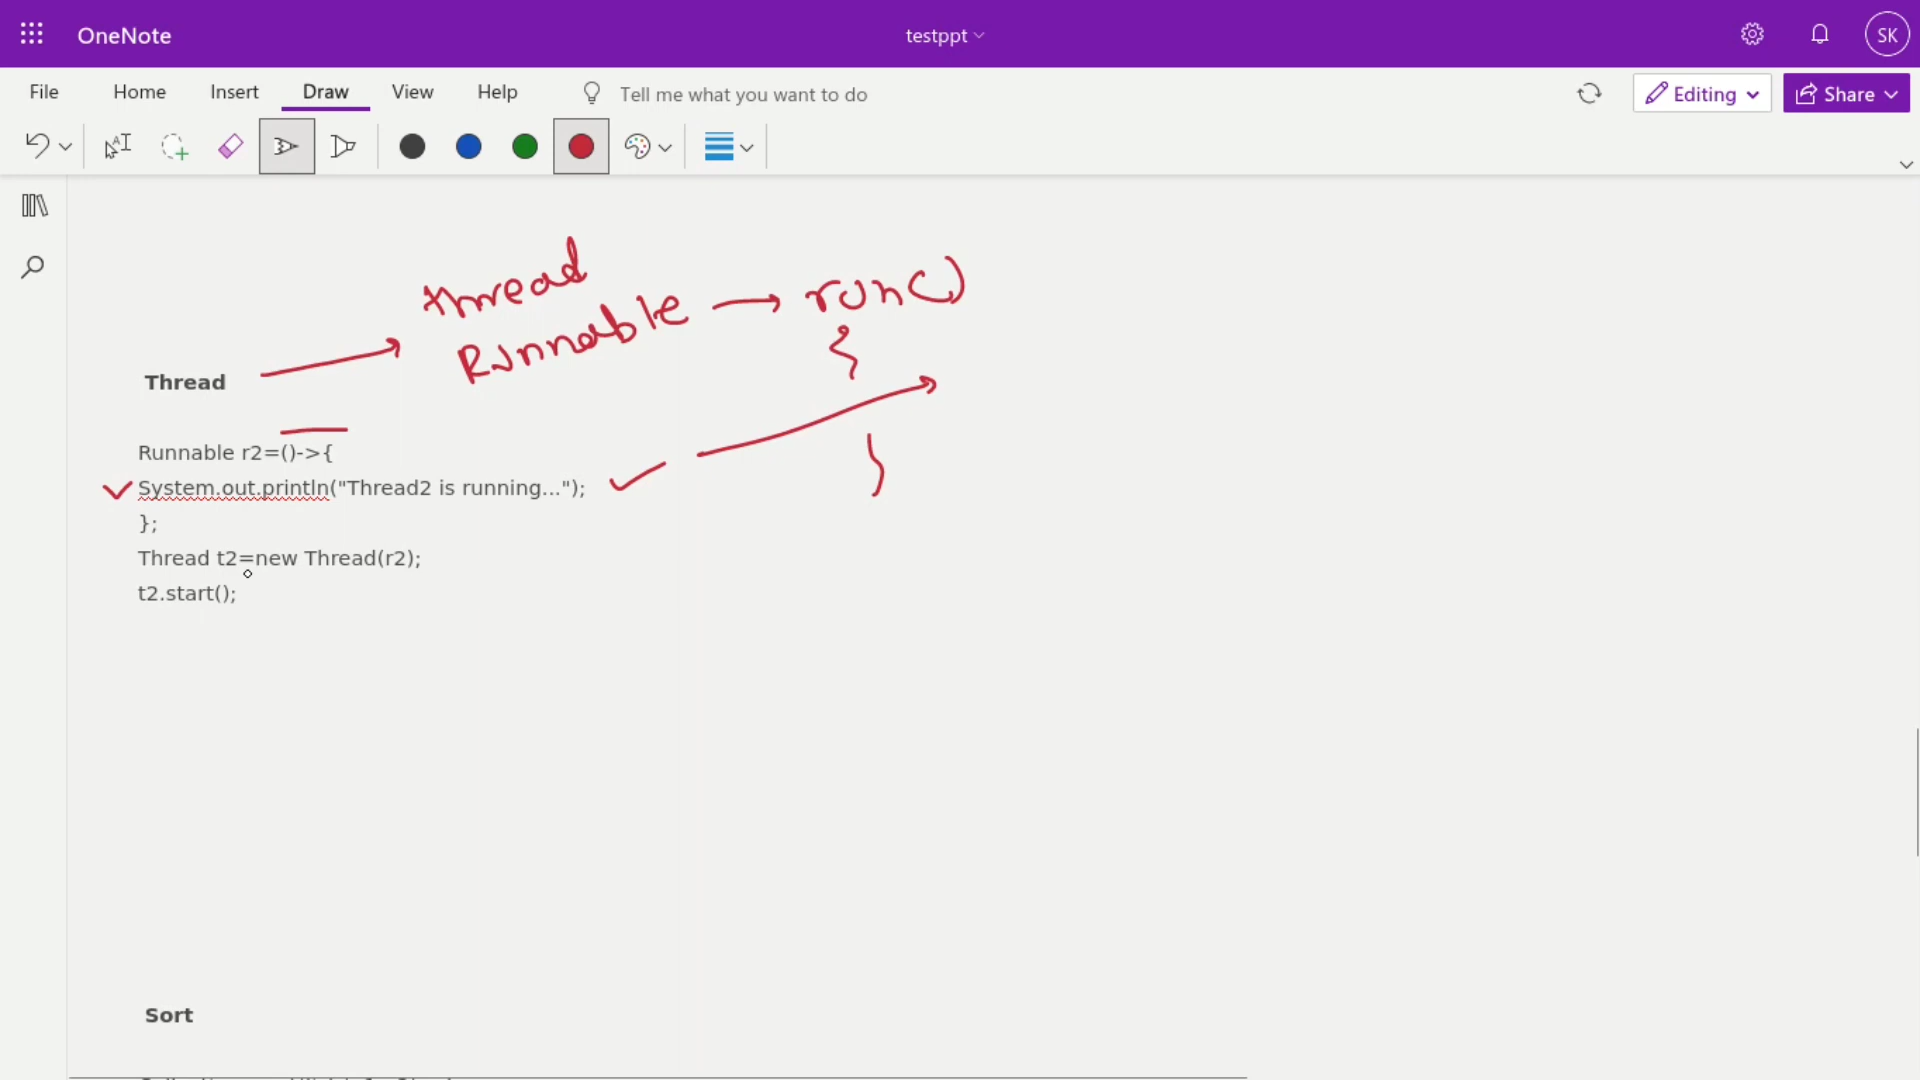 OneNote
testppt
SK
File Home Insert Draw View Help Tell me what you want to do Editing Share
thread
Runnable → run()
{
}
Thread
Runnable r2=()->{
System.out.println("Thread2 is running...");
};
Thread t2=new Thread(r2);
t2.start();
Sort